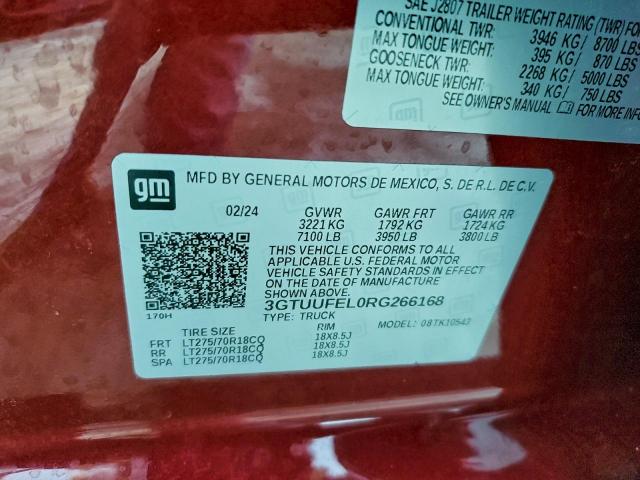 SAE J2807 TRAILER WEIGHT RATING (TWR) FO
CONVENTIONAL TWR: 3946 KG/ 8700 LBS
MAX TONGUE WEIGHT: 395 KG/ 870 LBS
GOOSENECK TWR: 2268 KG/ 5000 LBS
MAX TONGUE WEIGHT: 340 KG/ 750 LBS
SEE OWNER'S MANUAL FOR MORE INF
gm
gm
MFD BY GENERAL MOTORS DE MEXICO, S. DE R.L. DE C.V.
02/24 GVWR GAWR FRT GAWR RR
3221 KG 1792 KG 1724 KG
7100 LB 3950 LB 3800 LB
THIS VEHICLE CONFORMS TO ALL
APPLICABLE U.S. FEDERAL MOTOR
VEHICLE SAFETY STANDARDS IN EFFECT
ON THE DATE OF MANUFACTURE
SHOWN ABOVE.
3GTUUFEL0RG266168
170H TYPE: TRUCK MODEL: 08TK10543
TIRE SIZE RIM
FRT LT275/70R18CQ 18X8.5J
RR LT275/70R18CQ 18X8.5J
SPA LT275/70R18CQ 18X8.5J